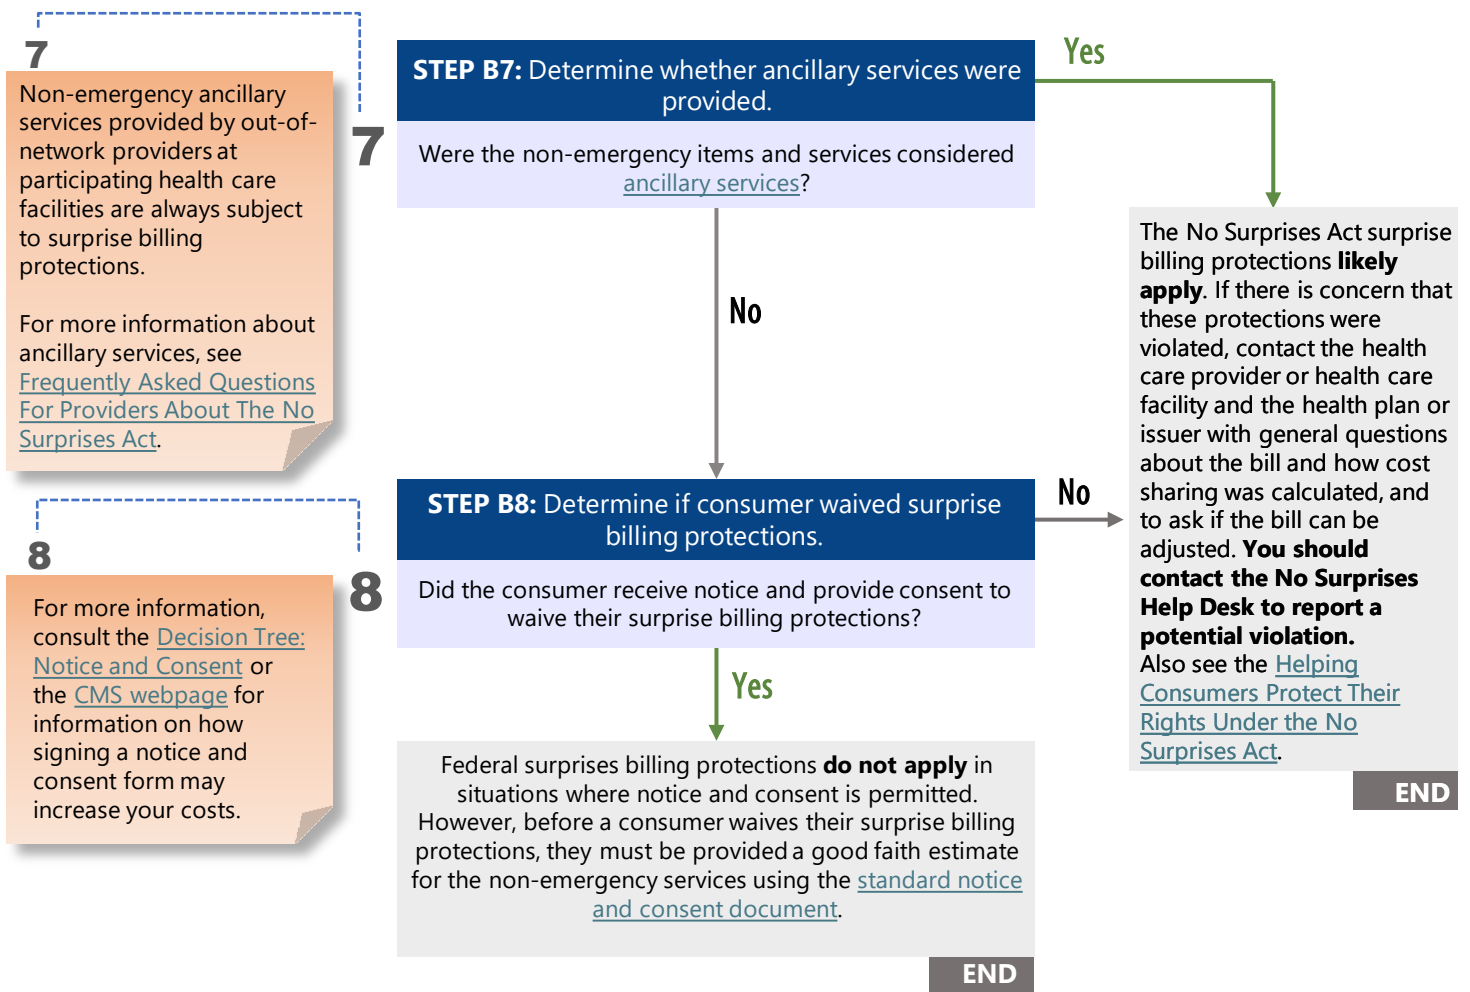 7
Non-emergency ancillary
services provided by out-of-
network providers at
participating health care
facilities are always subject
to surprise billing
protections.
For more information about
ancillary services, see
Frequently Asked Questions
For Providers About The No
Surprises Act.
7
STEP B7: Determine whether ancillary services were
provided.
Were the non-emergency items and services considered
ancillary services?
Yes
No
The No Surprises Act surprise
billing protections likely
apply. If there is concern that
these protections were
violated, contact the health
care provider or health care
facility and the health plan or
issuer with general questions
about the bill and how cost
sharing was calculated, and
to ask if the bill can be
adjusted. You should
contact the No Surprises
Help Desk to report a
potential violation.
Also see the Helping
Consumers Protect Their
Rights Under the No
Surprises Act.
END
8
For more information,
consult the Decision Tree:
Notice and Consent or
the CMS webpage for
information on how
signing a notice and
consent form may
increase your costs.
8
STEP B8: Determine if consumer waived surprise
billing protections.
Did the consumer receive notice and provide consent to
waive their surprise billing protections?
No
Yes
Federal surprises billing protections do not apply in
situations where notice and consent is permitted.
However, before a consumer waives their surprise billing
protections, they must be provided a good faith estimate
for the non-emergency services using the standard notice
and consent document.
END